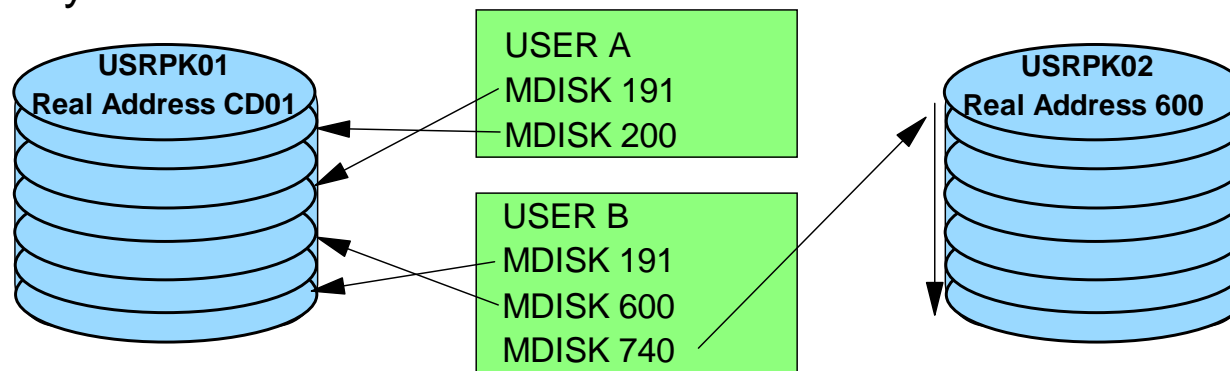 USRPK01
Real Address CD01
USER A
MDISK 191
MDISK 200
USER B
MDISK 191
MDISK 600
MDISK 740
USRPK02
Real Address 600